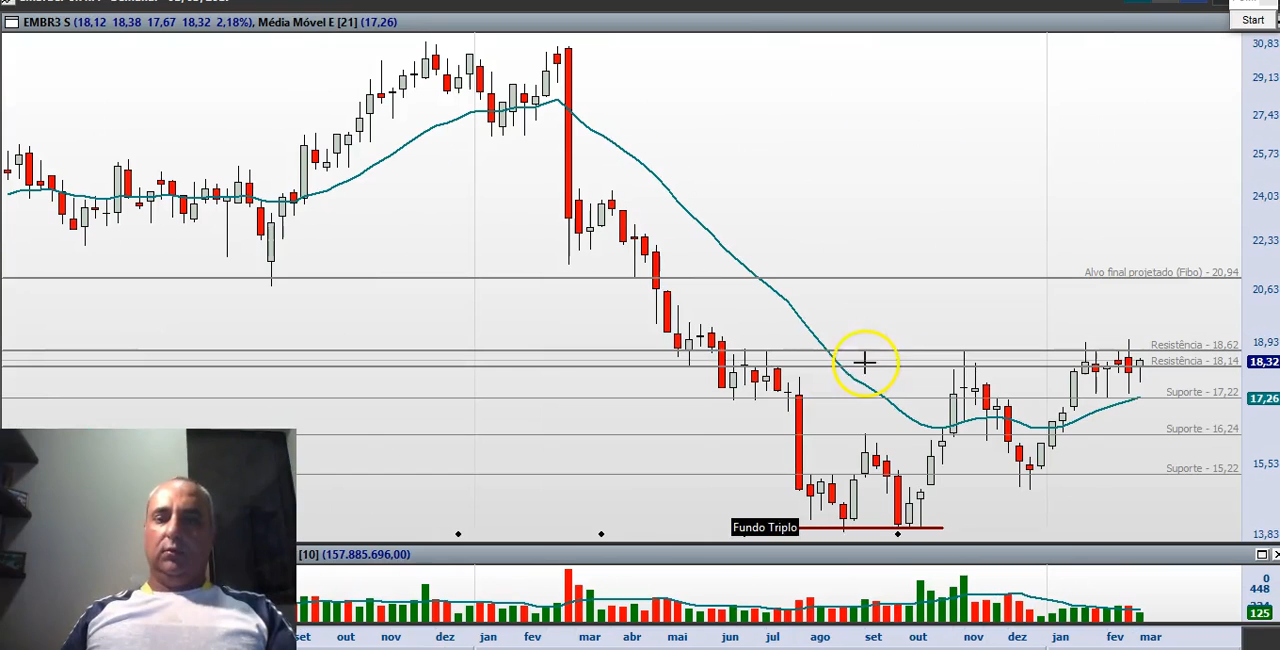 Start
EMBR3 S (18,12 18,38 17,67 18,32 2,18%), Média Móvel E [21] (17,26)
30,83
29,13
27,43
25,73
24,03
22,33
Alvo final projetado (Fibo) - 20,94
20,63
Resistência - 18,62
18,93
Resistência - 18,14
18,32
Suporte - 17,22
17,26
Suporte - 16,24
Suporte - 15,22
15,53
Fundo Triplo
13,83
[10] (157.885.696,00)
0
448
125
set out nov dez jan fev mar abr mai jun jul ago set out nov dez jan fev mar